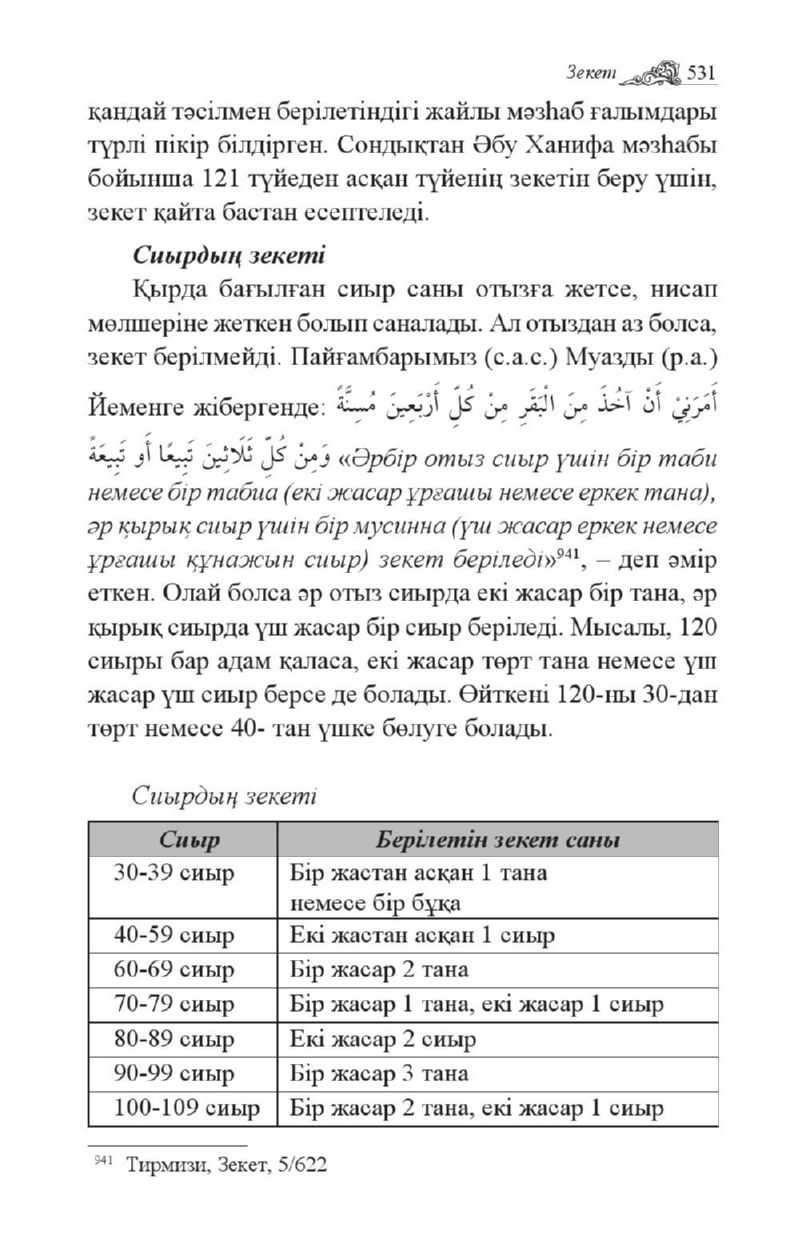 Зекет 531
қандай тәсілмен берілетіндігі жайлы мәзһаб ғалымдары
түрлі пікір білдірген. Сондықтан Әбу Ханифа мәзһабы
бойынша 121 түйеден асқан түйенің зекетін беру үшін,
зекет қайта бастан есептеледі.
Сиырдың зекеті
Қырда бағылған сиыр саны отызға жетсе, нисап
мөлшеріне жеткен болып саналады. Ал отыздан аз болса,
зекет берілмейді. Пайғамбарымыз (с.а.с.) Муазды (р.а.)
Йеменге жібергенде: أَمَرَنِيْ أَنْ آخُذَ مِنَ الْبَقَرِ مِنْ كُلِّ أَرْبَعِينَ مُسِنَّةً
وَمِنْ كُلِّ ثَلَاثِينَ تَبِيعًا أَو تَبِيعَةً «Әрбір отыз сиыр үшін бір таби
немесе бір табиа (екі жасар ұрғашы немесе еркек тана),
әр қырық сиыр үшін бір мусинна (үш жасар еркек немесе
ұрғашы құнажын сиыр) зекет беріледі»⁹⁴¹, – деп әмір
еткен. Олай болса әр отыз сиырда екі жасар бір тана, әр
қырық сиырда үш жасар бір сиыр беріледі. Мысалы, 120
сиыры бар адам қаласа, екі жасар төрт тана немесе үш
жасар үш сиыр берсе де болады. Өйткені 120-ны 30-дан
төрт немесе 40- тан үшке бөлуге болады.
Сиырдың зекеті
Сиыр Берілетін зекет саны
30-39 сиыр Бір жастан асқан 1 тана
немесе бір бұқа
40-59 сиыр Екі жастан асқан 1 сиыр
60-69 сиыр Бір жасар 2 тана
70-79 сиыр Бір жасар 1 тана, екі жасар 1 сиыр
80-89 сиыр Екі жасар 2 сиыр
90-99 сиыр Бір жасар 3 тана
100-109 сиыр Бір жасар 2 тана, екі жасар 1 сиыр
⁹⁴¹ Тирмизи, Зекет, 5/622